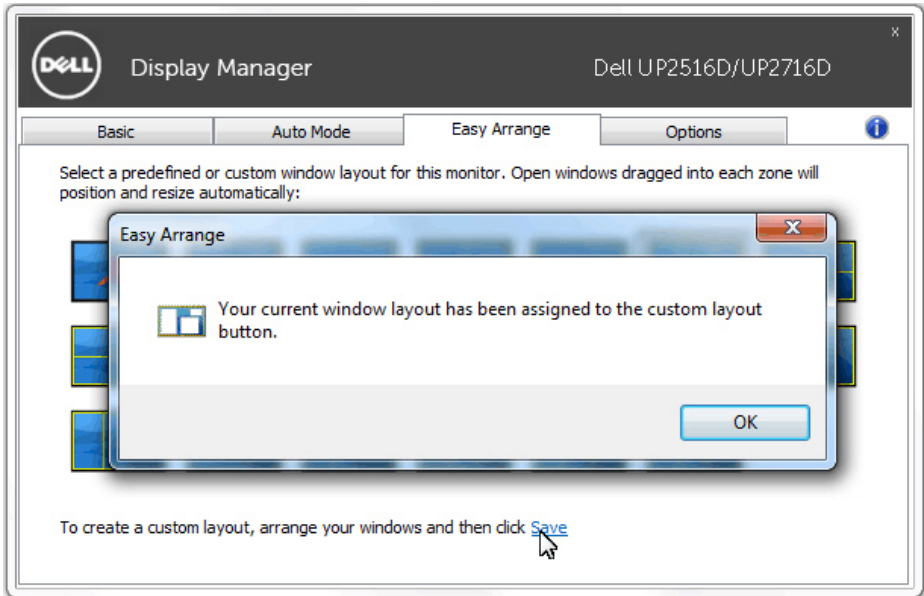 x
DELL
Display Manager
Dell UP2516D/UP2716D
Basic
Auto Mode
Easy Arrange
Options
i
Select a predefined or custom window layout for this monitor. Open windows dragged into each zone will
position and resize automatically:
Easy Arrange
x
Your current window layout has been assigned to the custom layout
button.
OK
To create a custom layout, arrange your windows and then click Save